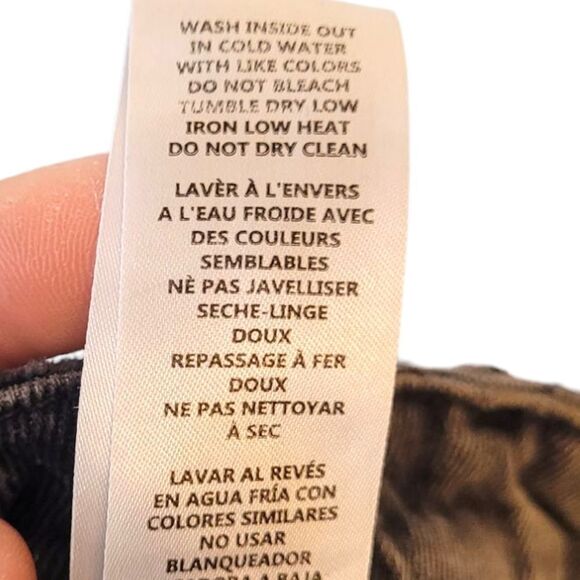 WASH INSIDE OUT
IN COLD WATER
WITH LIKE COLORS
DO NOT BLEACH
TUMBLE DRY LOW
IRON LOW HEAT
DO NOT DRY CLEAN
LAVÈR À L'ENVERS
A L'EAU FROIDE AVEC
DES COULEURS
SEMBLABLES
NÈ PAS JAVELLISER
SECHE-LINGE
DOUX
REPASSAGE À FER
DOUX
NE PAS NETTOYAR
À SEC
LAVAR AL REVÉS
EN AGUA FRÍA CON
COLORES SIMILARES
NO USAR
BLANQUEADOR
A BAJA